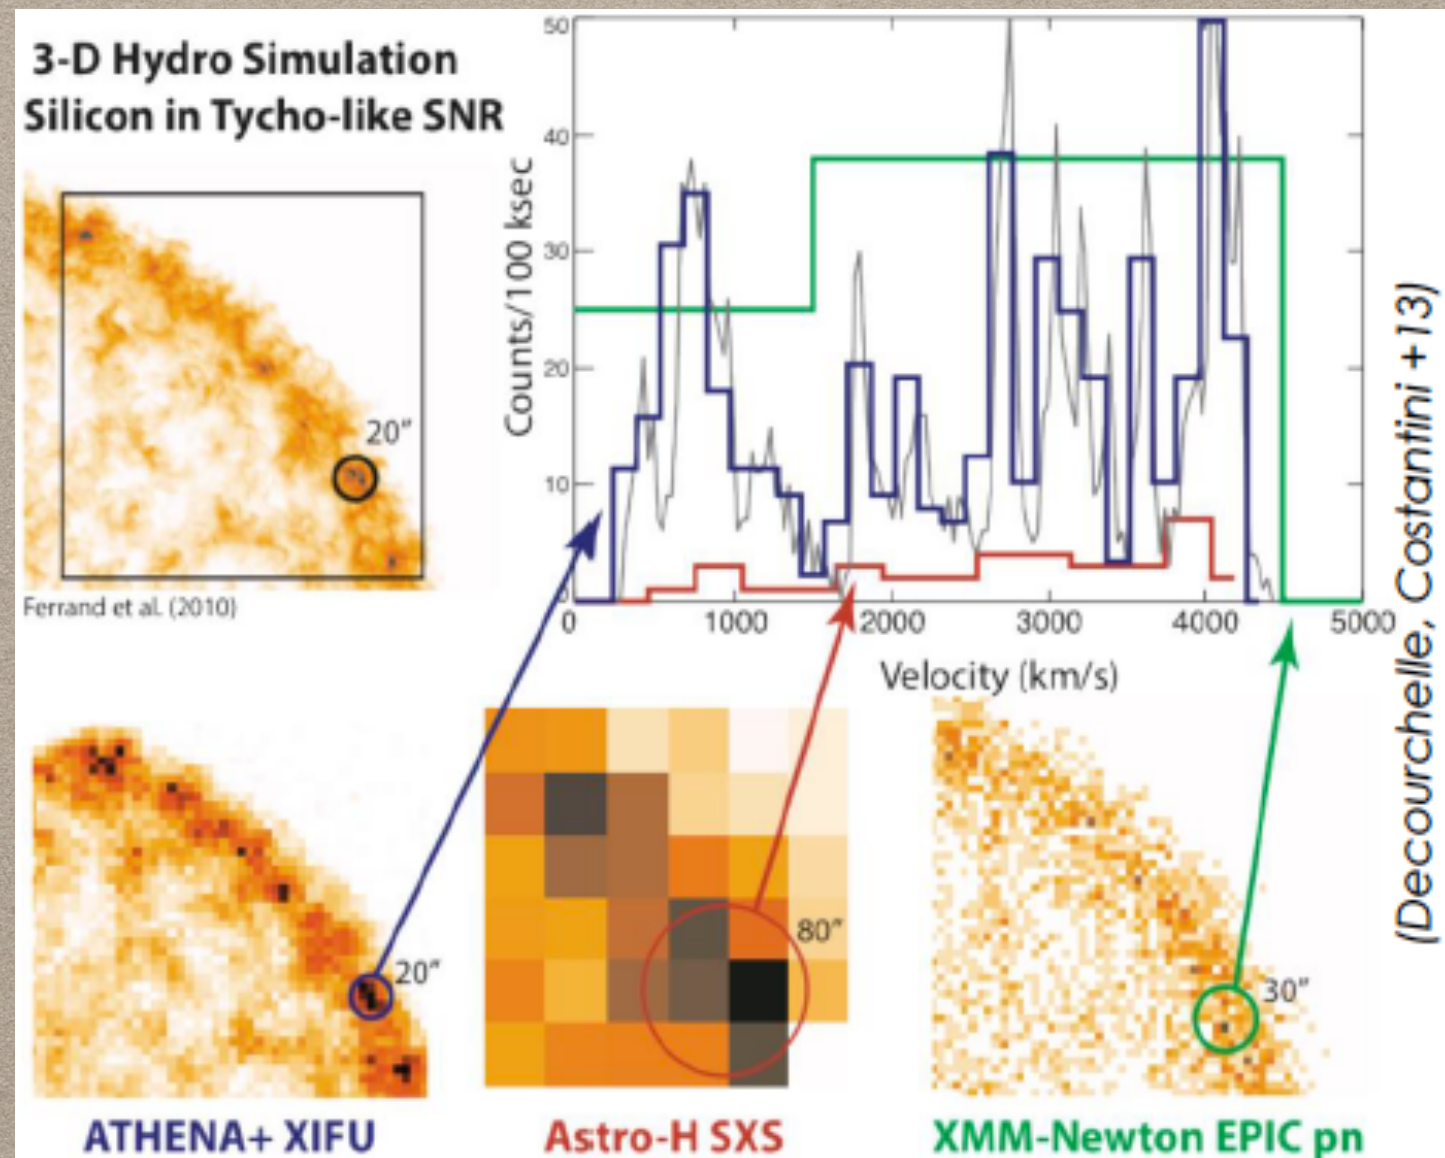 3-D Hydro Simulation
Silicon in Tycho-like SNR
20"
Ferrand et al. (2010)
Counts/100 ksec
50
40
30
20
10
0
0 1000 2000 3000 4000 5000
Velocity (km/s)
(Decourchelle, Costantini +13)
20"
80"
30"
ATHENA+ XIFU
Astro-H SXS
XMM-Newton EPIC pn